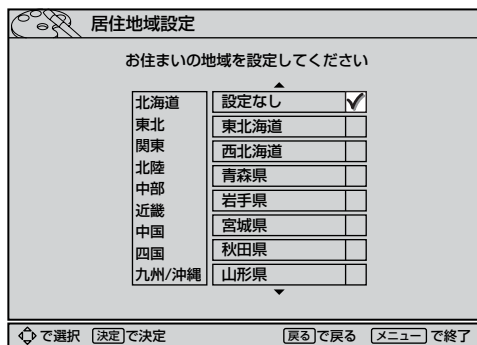 居住地域設定
お住まいの地域を設定してください
北海道
東北
関東
北陸
中部
近畿
中国
四国
九州/沖縄
設定なし
東北海道
西北海道
青森県
岩手県
宮城県
秋田県
山形県
で選択 決定で決定 戻るで戻る メニューで終了